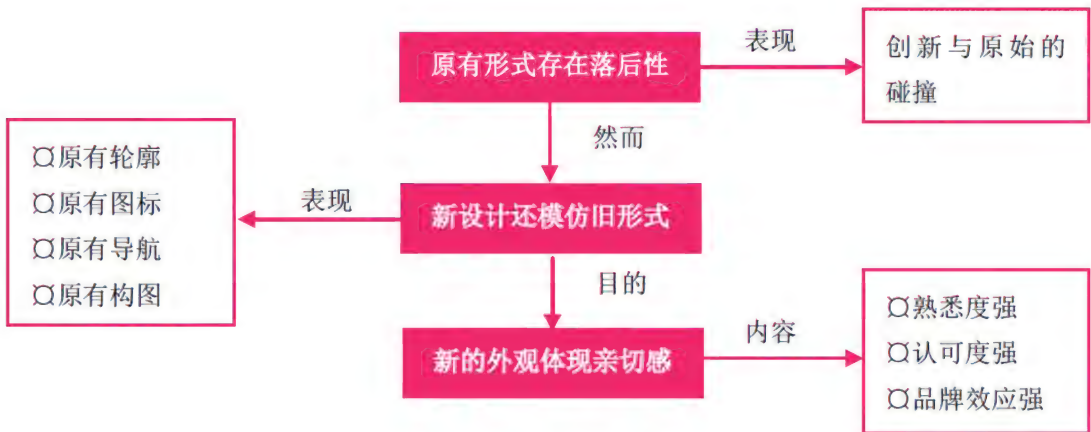 原有形式存在落后性
表现
创新与原始的
碰撞
然而
¤原有轮廓
¤原有图标
¤原有导航
¤原有构图
表现
新设计还模仿旧形式
目的
新的外观体现亲切感
内容
¤熟悉度强
¤认可度强
¤品牌效应强